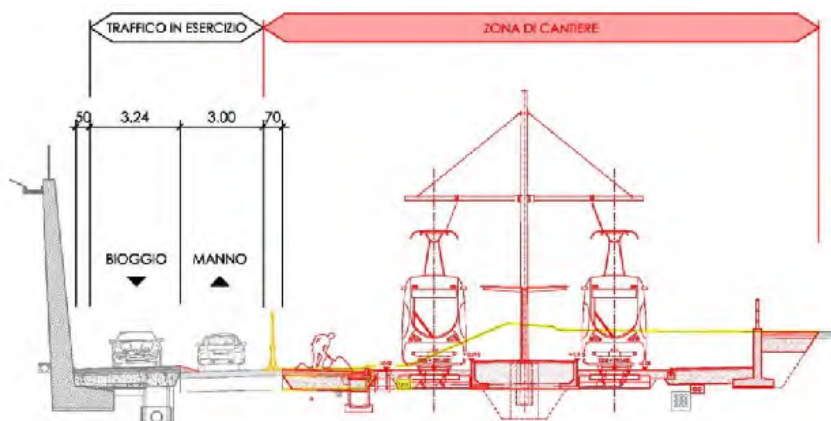 TRAFFICO IN ESERCIZIO
ZONA DI CANTIERE
50 3.24 3.00 70
BIOGGIO MANNO